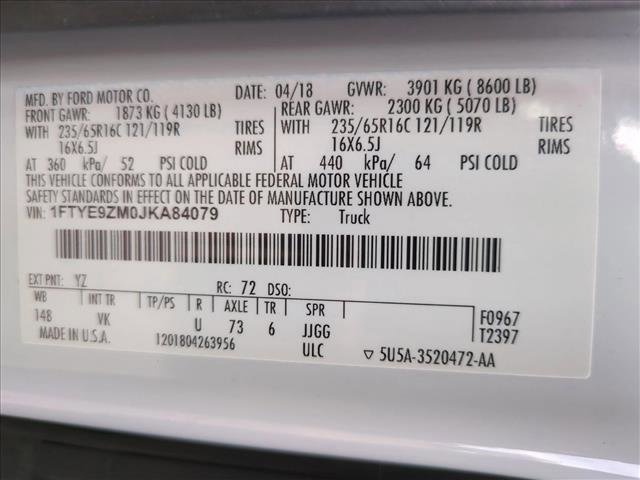 MFD. BY FORD MOTOR CO. DATE: 04/18 GVWR: 3901 KG ( 8600 LB)
FRONT GAWR: 1873 KG ( 4130 LB) REAR GAWR: 2300 KG ( 5070 LB)
WITH 235/65R16C 121/119R TIRES WITH 235/65R16C 121/119R TIRES
16X6.5J RIMS 16X6.5J RIMS
AT 360 kPa/ 52 PSI COLD AT 440 kPa/ 64 PSI COLD
THIS VEHICLE CONFORMS TO ALL APPLICABLE FEDERAL MOTOR VEHICLE
SAFETY STANDARDS IN EFFECT ON THE DATE OF MANUFACTURE SHOWN ABOVE.
VIN: 1FTYE9ZM0JKA84079 TYPE: Truck
EXT PNT: YZ RC: 72 DSO:
WB INT TR TP/PS R AXLE TR SPR F0967
148 VK U 73 6 JJGG T2397
MADE IN U.S.A. 1201804263956 ULC ▽ 5U5A-3520472-AA